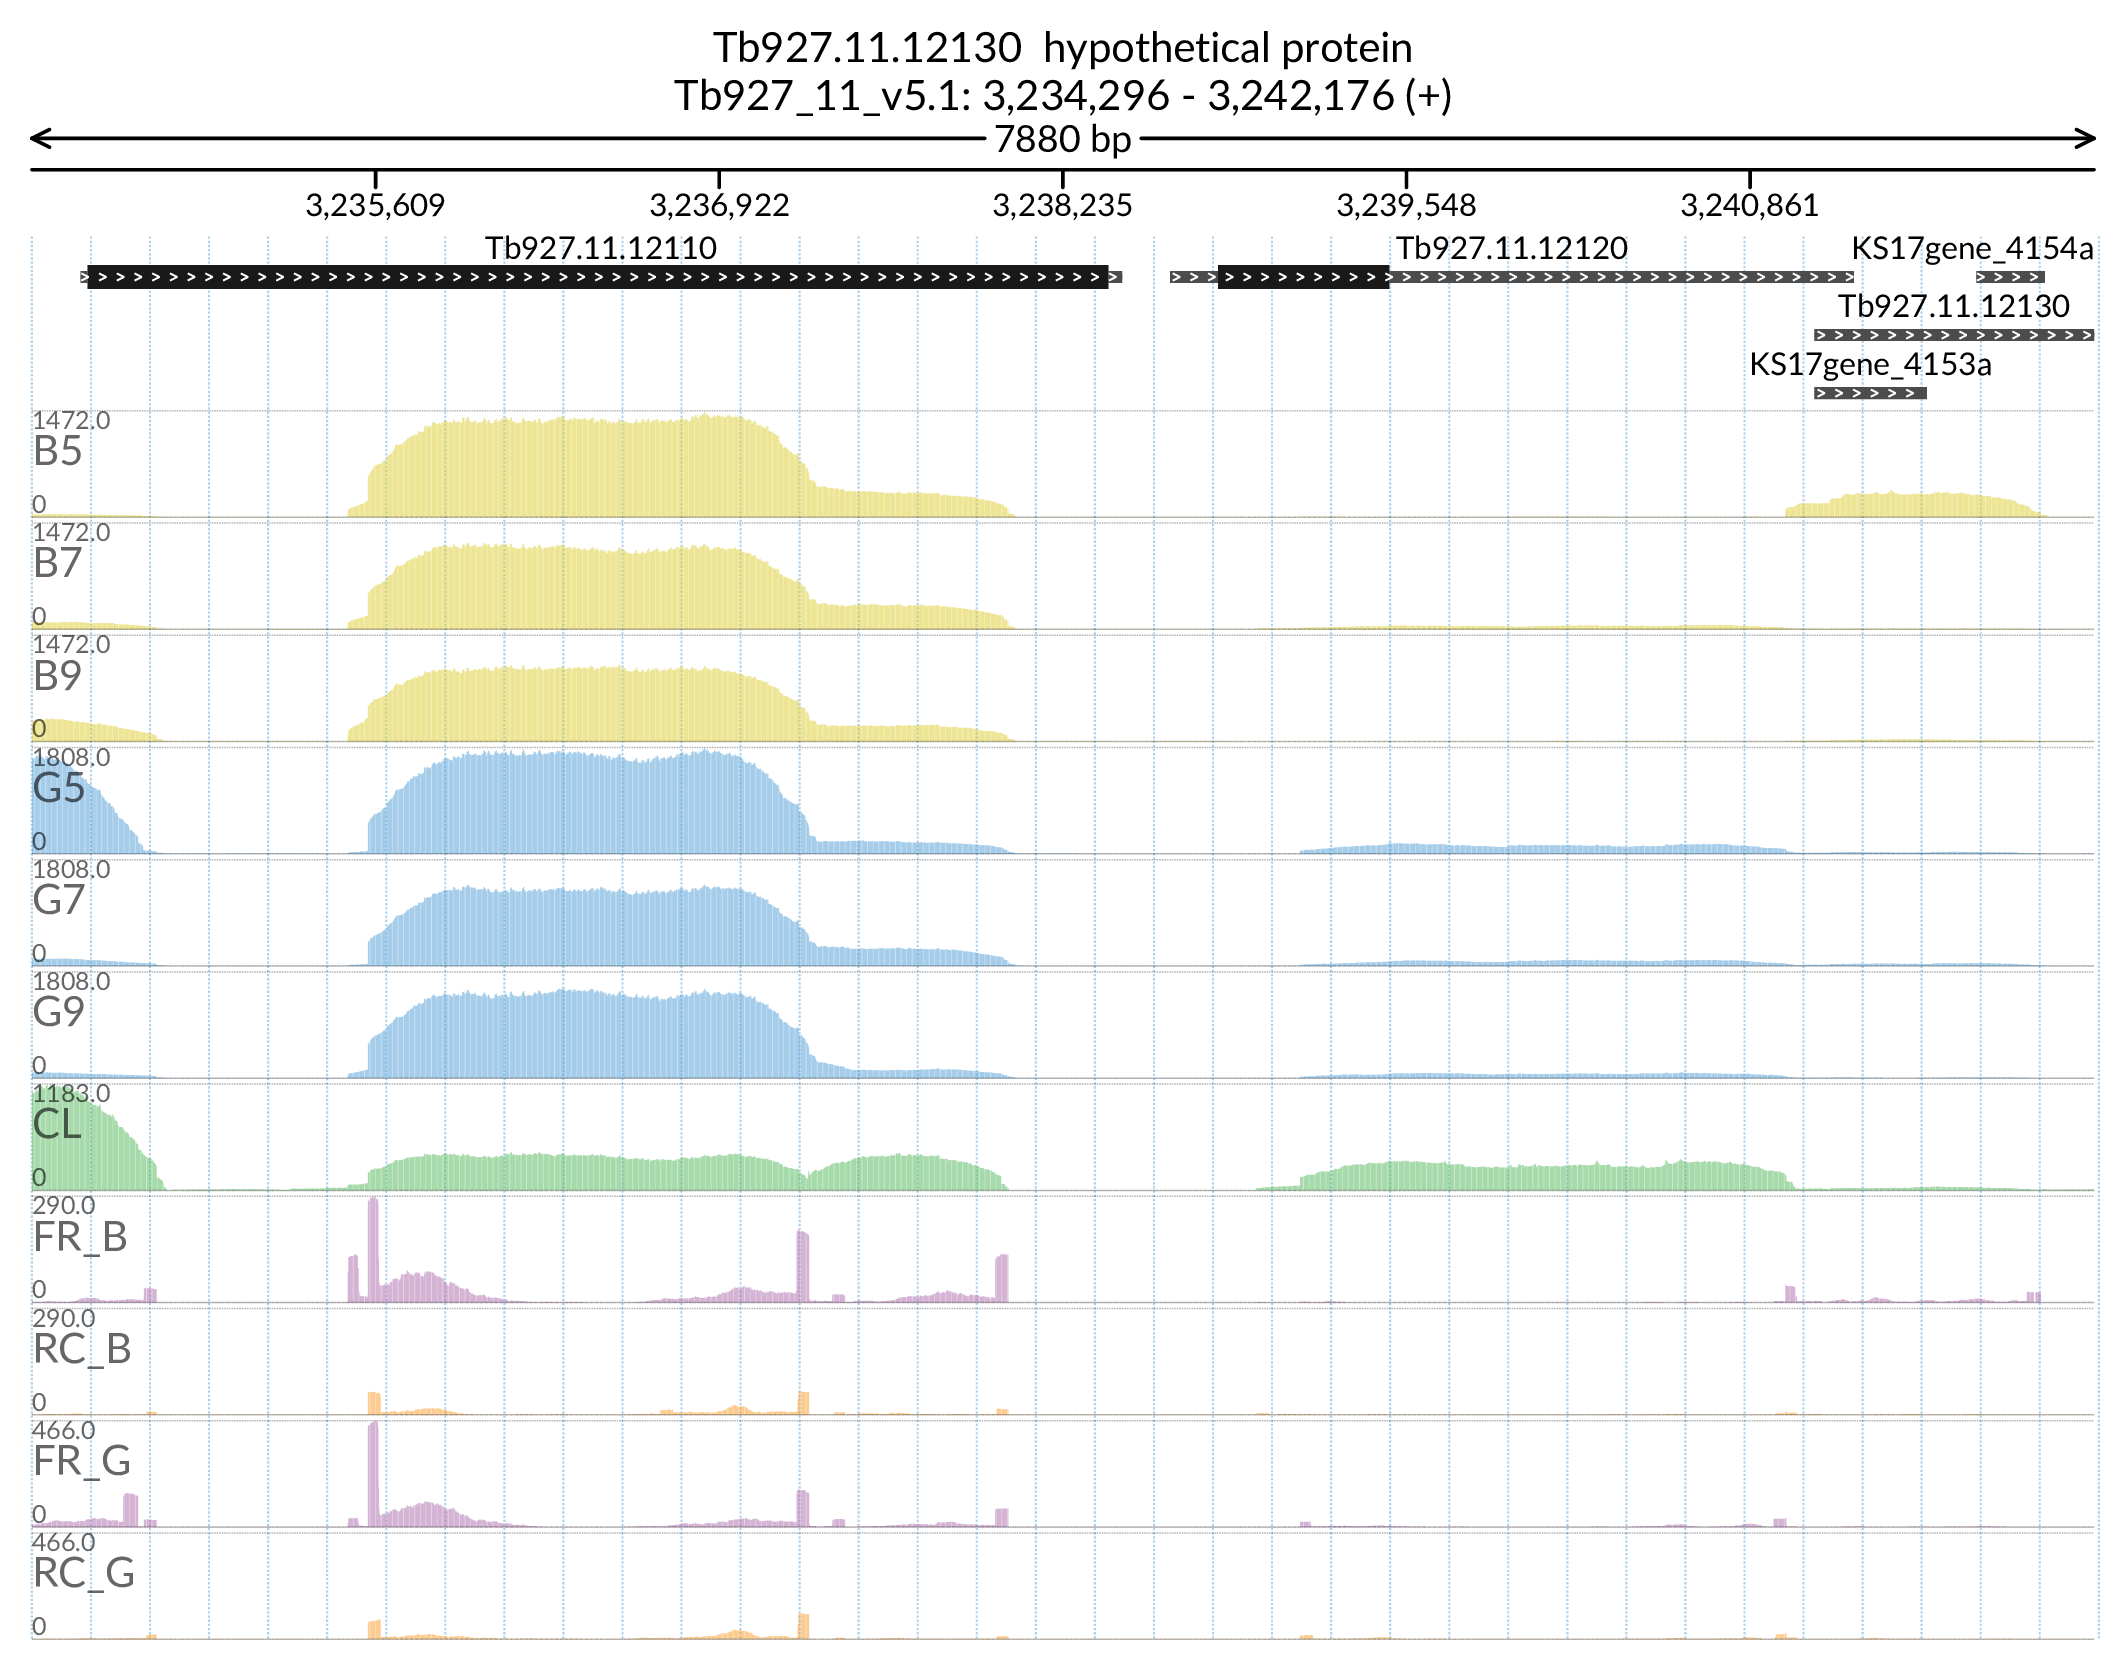 Tb927.11.12130 hypothetical protein
Tb927_11_v5.1: 3,234,296 - 3,242,176 (+)
7880 bp
3,235,609 3,236,922 3,238,235 3,239,548 3,240,861
Tb927.11.12110 Tb927.11.12120 KS17gene_4154a
Tb927.11.12130
KS17gene_4153a
1472.0
B5
0
1472.0
B7
0
1472.0
B9
0
1808.0
G5
0
1808.0
G7
0
1808.0
G9
0
1183.0
CL
0
290.0
FR_B
0
290.0
RC_B
0
466.0
FR_G
0
466.0
RC_G
0